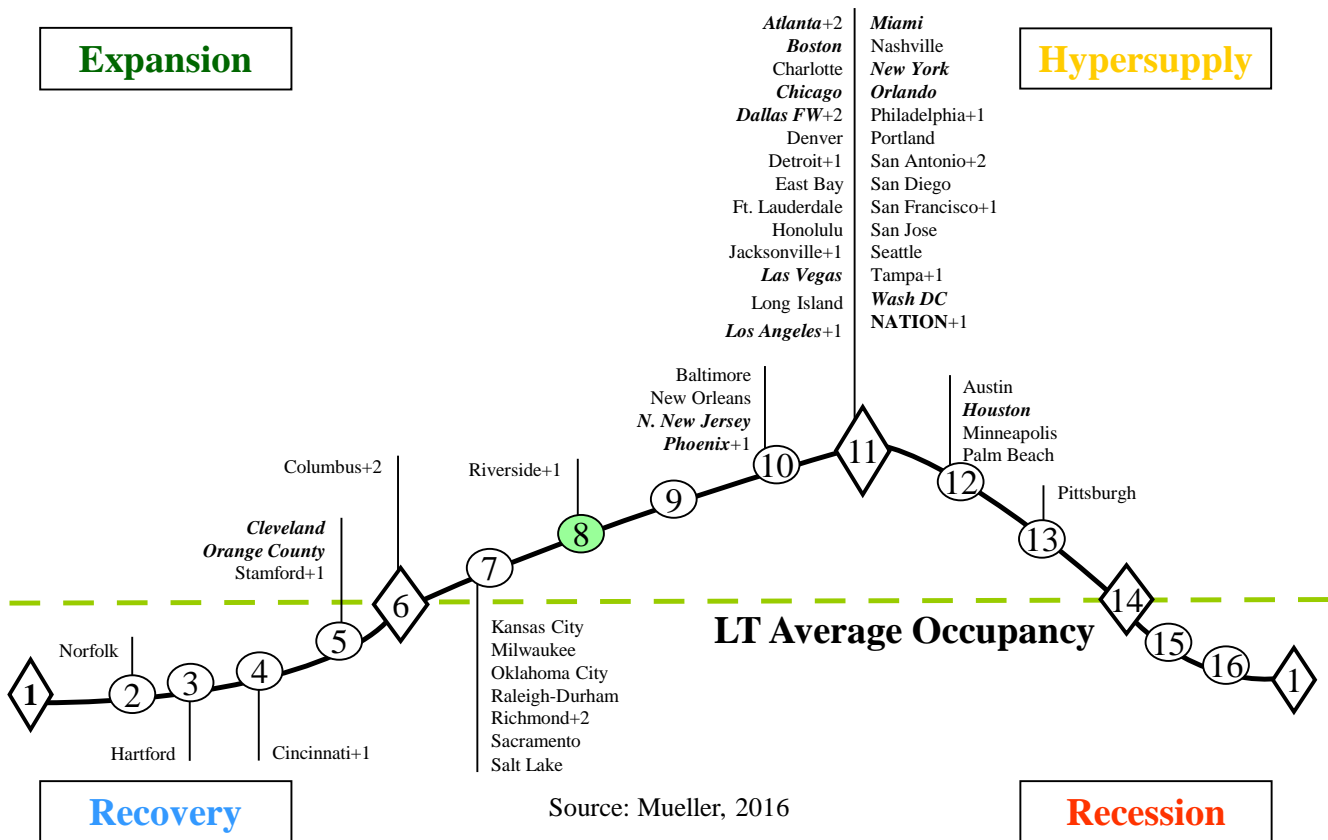 Expansion
Hypersupply
Atlanta+2
Boston
Charlotte
Chicago
Dallas FW+2
Denver
Detroit+1
East Bay
Ft. Lauderdale
Honolulu
Jacksonville+1
Las Vegas
Long Island
Los Angeles+1
Miami
Nashville
New York
Orlando
Philadelphia+1
Portland
San Antonio+2
San Diego
San Francisco+1
San Jose
Seattle
Tampa+1
Wash DC
NATION+1
Baltimore
New Orleans
N. New Jersey
Phoenix+1
Austin
Houston
Minneapolis
Palm Beach
Columbus+2
Riverside+1
Pittsburgh
Cleveland
Orange County
Stamford+1
1
2
3
4
5
6
7
8
9
10
11
12
13
14
15
16
1
LT Average Occupancy
Norfolk
Hartford
Cincinnati+1
Kansas City
Milwaukee
Oklahoma City
Raleigh-Durham
Richmond+2
Sacramento
Salt Lake
Recovery
Source: Mueller, 2016
Recession